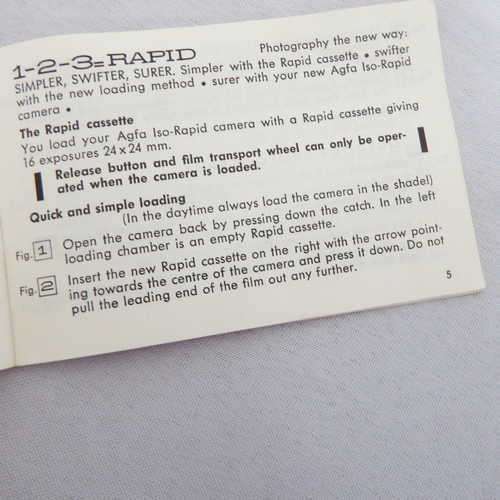 1-2-3=RAPID Photography the new way:
SIMPLER, SWIFTER, SURER. Simpler with the Rapid cassette • swifter
with the new loading method • surer with your new Agfa Iso-Rapid
camera •
The Rapid cassette
You load your Agfa Iso-Rapid camera with a Rapid cassette giving
16 exposures 24 x 24 mm.
Release button and film transport wheel can only be oper-
ated when the camera is loaded.
Quick and simple loading
(In the daytime always load the camera in the shadel)
Fig. 1 Open the camera back by pressing down the catch. In the left
loading chamber is an empty Rapid cassette.
Fig. 2 Insert the new Rapid cassette on the right with the arrow point-
ing towards the centre of the camera and press it down. Do not
pull the leading end of the film out any further.
5